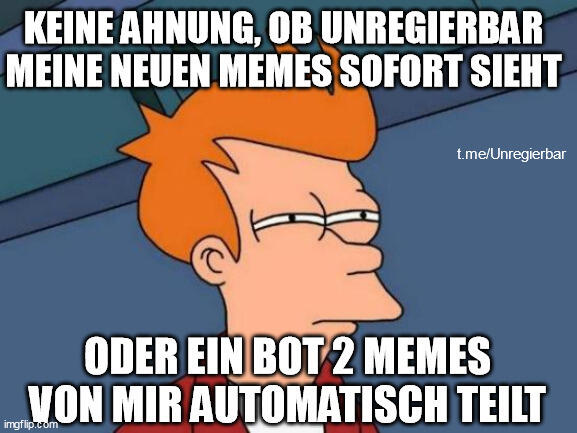 KEINE AHNUNG, OB UNREGIERBAR
MEINE NEUEN MEMES SOFORT SIEHT
t.me/Unregierbar
ODER EIN BOT 2 MEMES
VON MIR AUTOMATISCH TEILT
imgflip.com